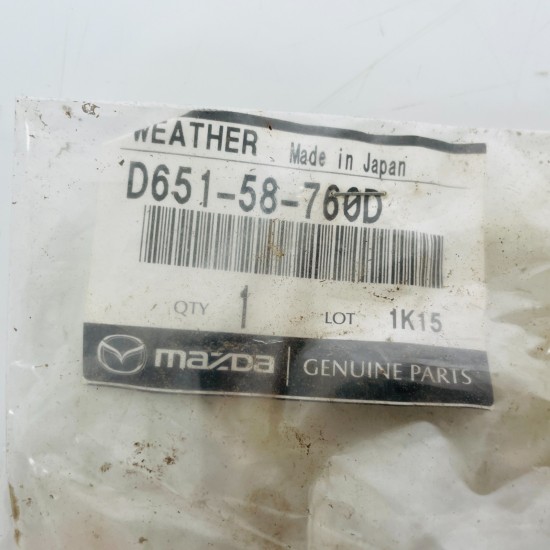 WEATHER Made in Japan
D651-58-760D
QTY 1 LOT 1K15
mazda GENUINE PARTS